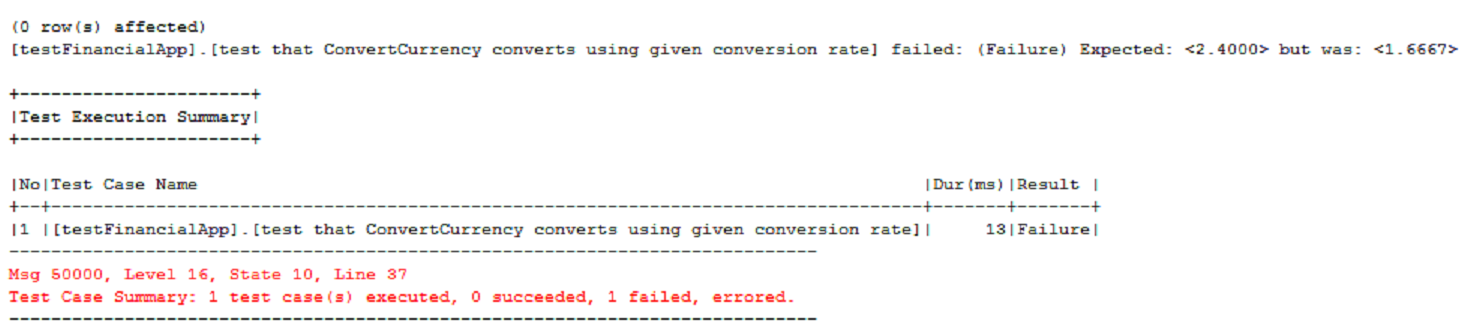 (0 row(s) affected)
[testFinancialApp].[test that ConvertCurrency converts using given conversion rate] failed: (Failure) Expected: <2.4000> but was: <1.6667>
+----------------------+
|Test Execution Summary|
+----------------------+
|No|Test Case Name                                                                      |Dur(ms)|Result |
+--+------------------------------------------------------------------------------------+-------+-------+
|1 |[testFinancialApp].[test that ConvertCurrency converts using given conversion rate]|     13|Failure|
-----------------------------------------------------------------------------
Msg 50000, Level 16, State 10, Line 37
Test Case Summary: 1 test case(s) executed, 0 succeeded, 1 failed, errored.
-----------------------------------------------------------------------------